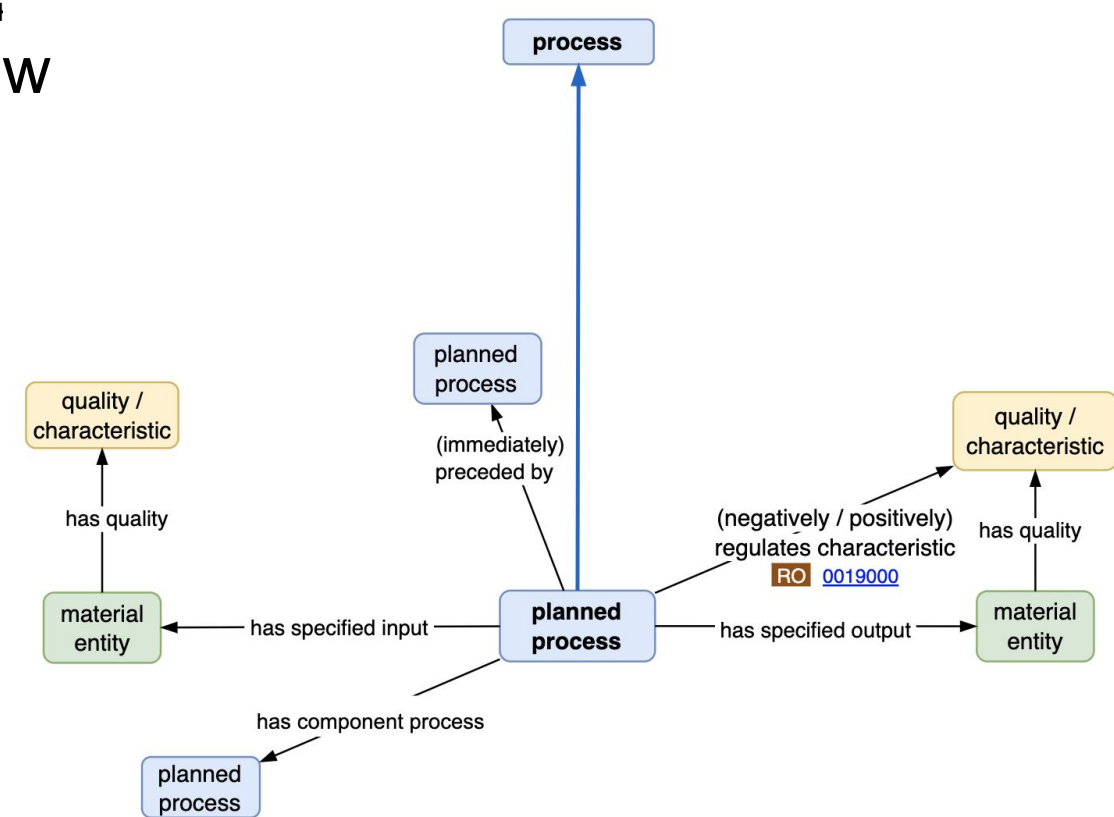 w
process
planned
process
quality /
characteristic
quality /
characteristic
(immediately)
preceded by
has quality
(negatively / positively)
regulates characteristic
has quality
RO 0019000
material
entity
has specified input
planned
process
has specified output
material
entity
has component process
planned
process